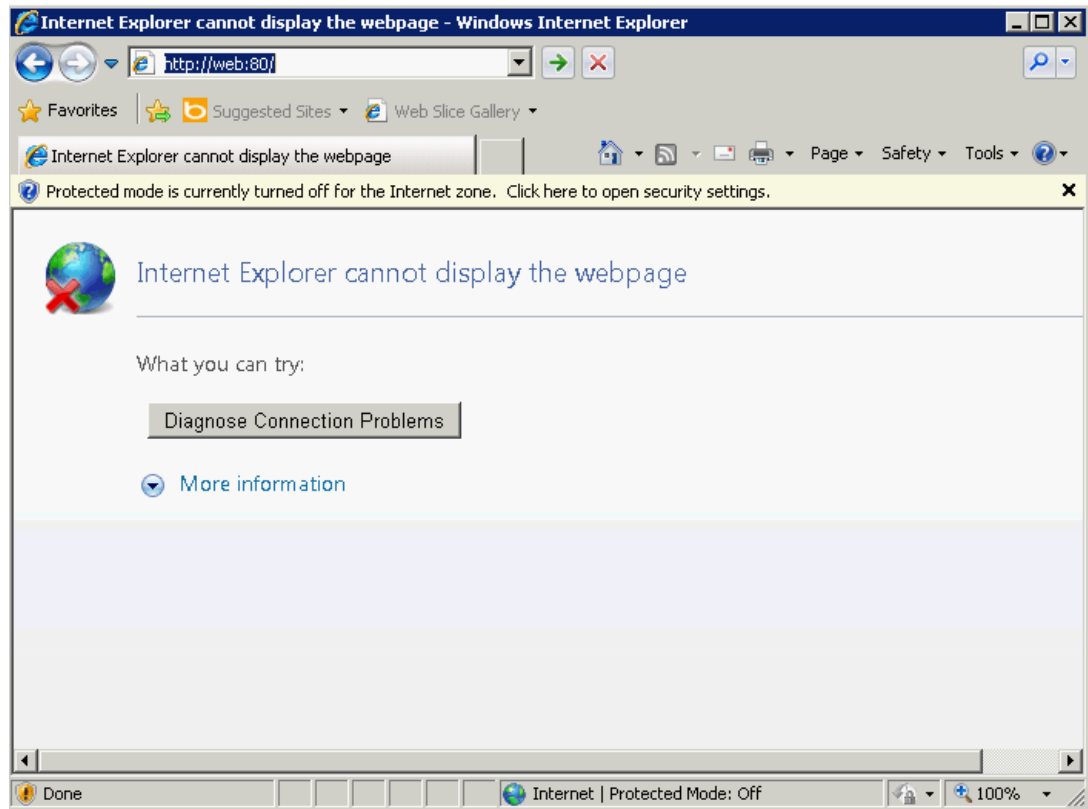 Internet Explorer cannot display the webpage - Windows Internet Explorer
http://web:80/
Favorites Suggested Sites Web Slice Gallery
Internet Explorer cannot display the webpage Page Safety Tools
Protected mode is currently turned off for the Internet zone. Click here to open security settings.
Internet Explorer cannot display the webpage
What you can try:
Diagnose Connection Problems
More information
Done Internet | Protected Mode: Off 100%